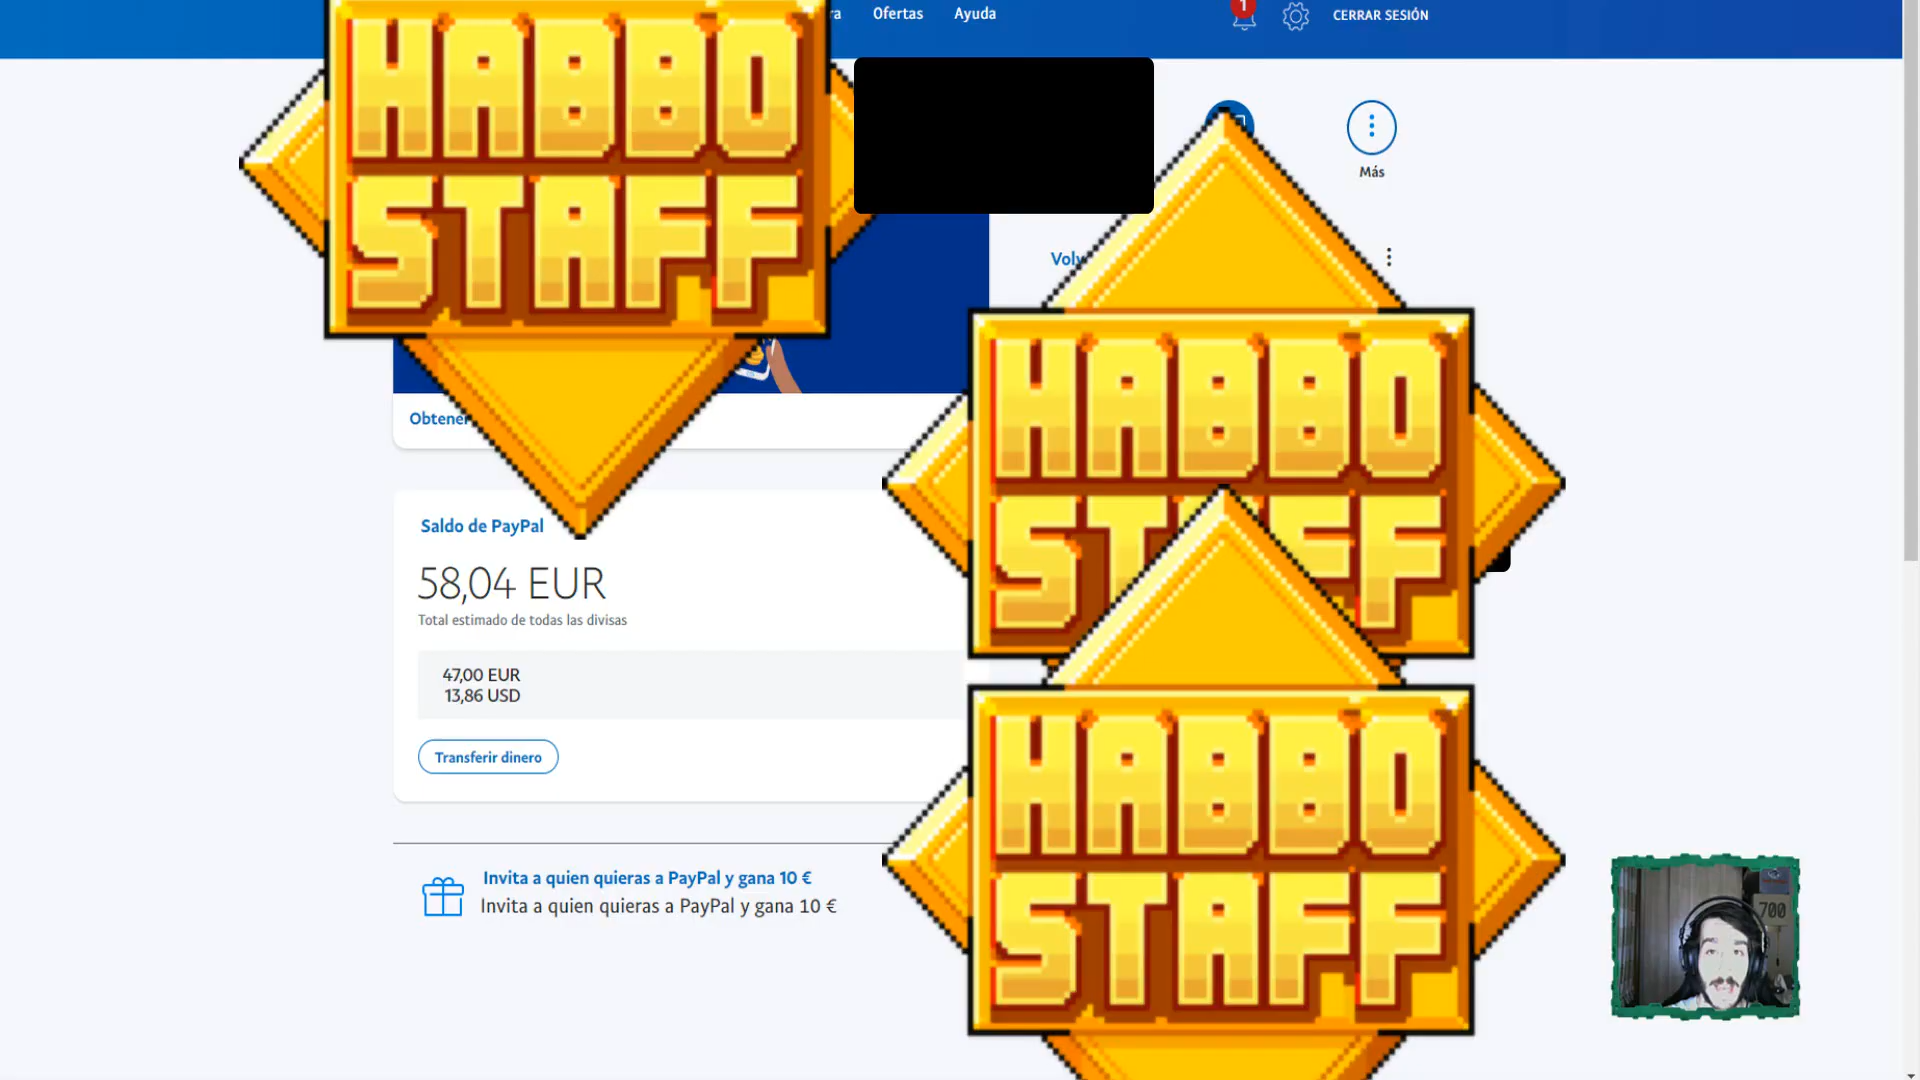 Ofertas
Ayuda
1
CERRAR SESIÓN
HABBO
STAFF
Más
HABBO
Obtener
Saldo de PayPal
58,04 EUR
Total estimado de todas las divisas
47,00 EUR
13,86 USD
Transferir dinero
HABBO
STAFF
Invita a quien quieras a PayPal y gana 10 €
Invita a quien quieras a PayPal y gana 10 €
700